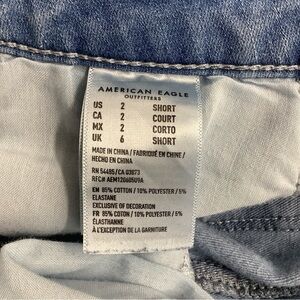 AMERICAN EAGLE
OUTFITTERS
US 2 SHORT
CA 2 COURT
MX 2 CORTO
UK 6 SHORT
MADE IN CHINA / FABRIQUÉ EN CHINE /
HECHO EN CHINA
RN 54485/CA 03873
REC# AEM120605U9A
EN 85% COTTON / 10% POLYESTER / 5%
ELASTANE
EXCLUSIVE OF DECORATION
FR 85% COTON / 10% POLYESTER / 5%
ÉLASTHANNE
À L'EXCEPTION DE LA GARNITURE